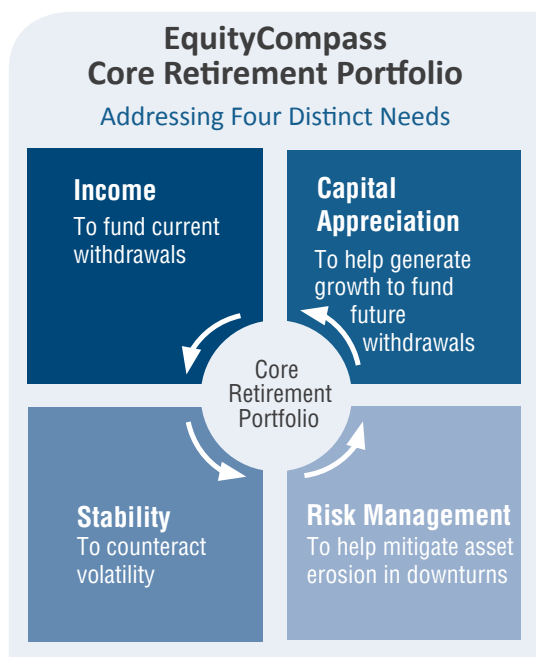 EquityCompass
Core Retirement Portfolio
Addressing Four Distinct Needs
Income
To fund current
withdrawals
Capital
Appreciation
To help generate
growth to fund
future
withdrawals
Core
Retirement
Portfolio
Stability
To counteract
volatility
Risk Management
To help mitigate asset
erosion in downturns